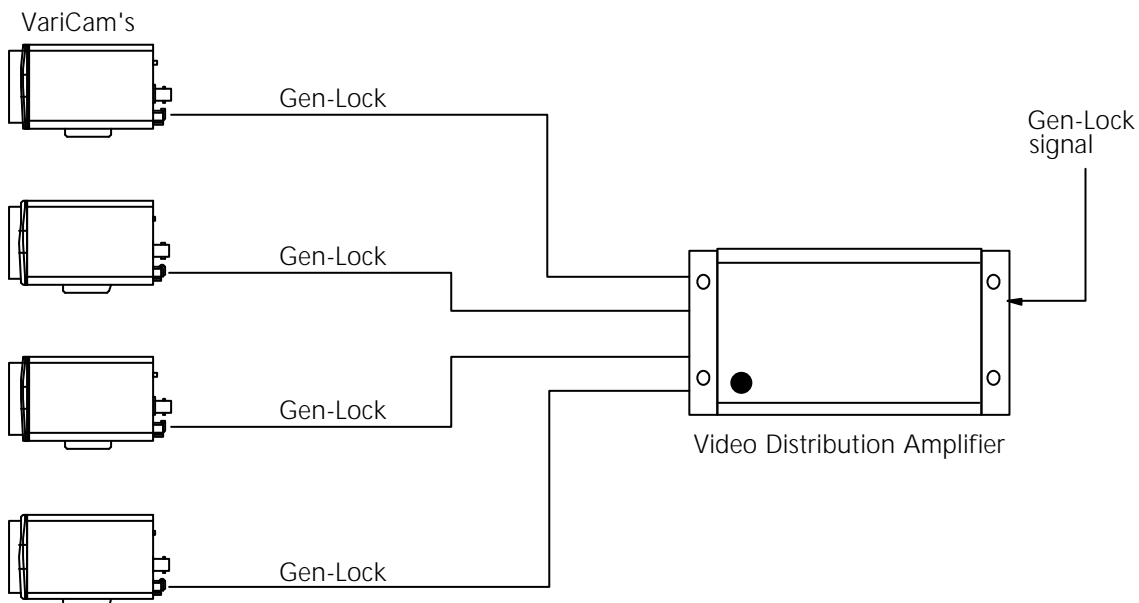 VariCam's
Gen-Lock
Gen-Lock
signal
Gen-Lock
Gen-Lock
Video Distribution Amplifier
Gen-Lock